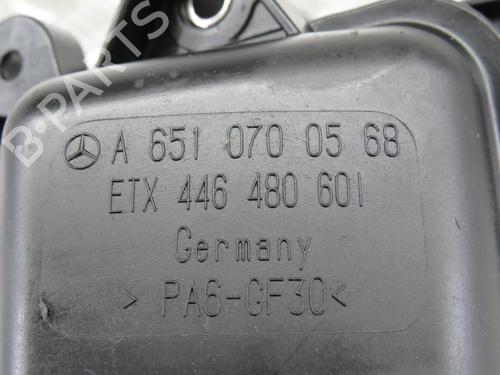 B-PARTS
A 651 070 05 68
ETX 446 480 601
Germany
> PA6-GF30 <